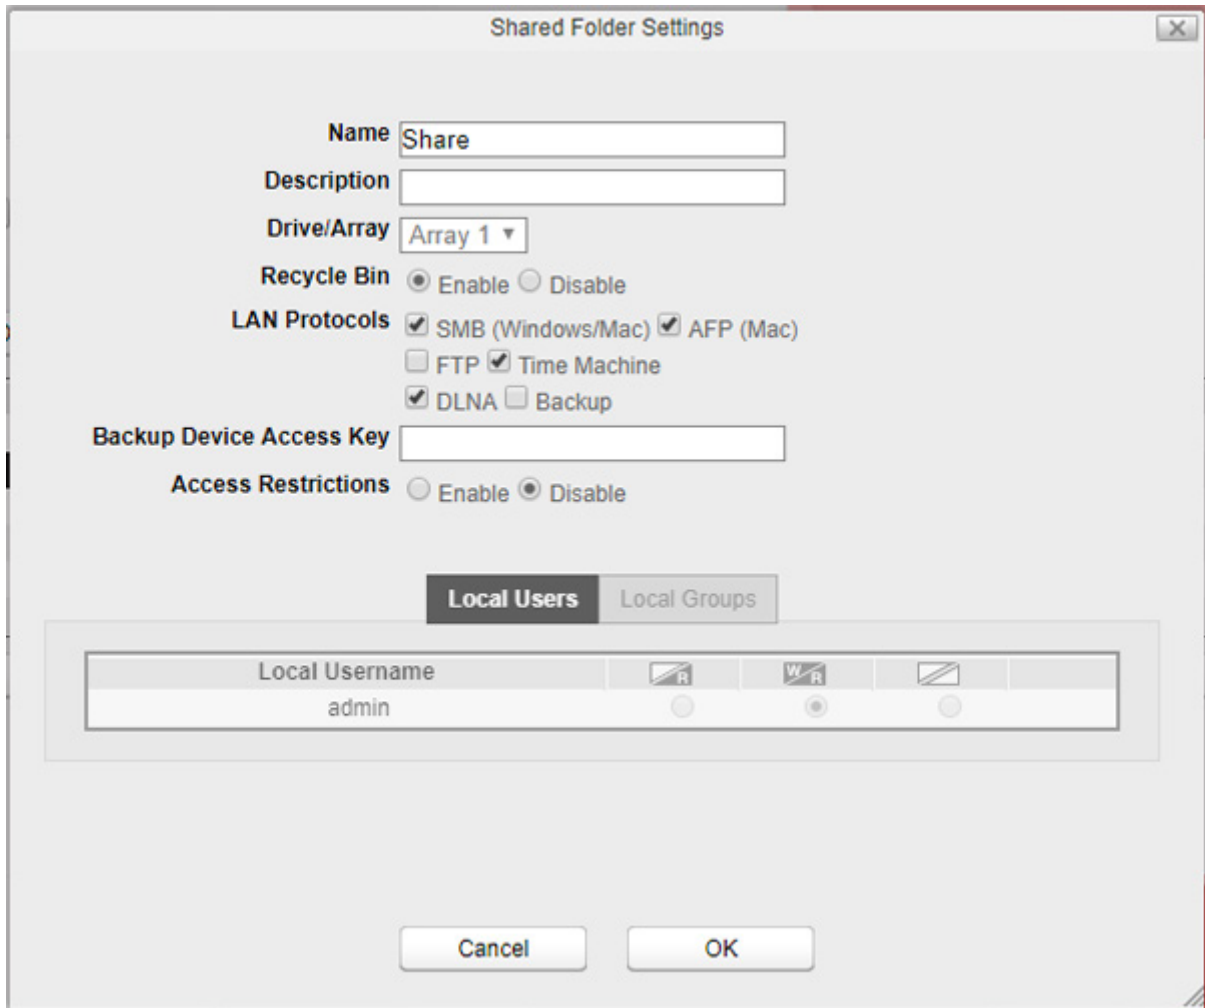 Shared Folder Settings
Name Share
Description
Drive/Array Array 1
Recycle Bin Enable Disable
LAN Protocols SMB (Windows/Mac) AFP (Mac)
FTP Time Machine
DLNA Backup
Backup Device Access Key
Access Restrictions Enable Disable
Local Users Local Groups
Local Username R W/R
admin
Cancel OK